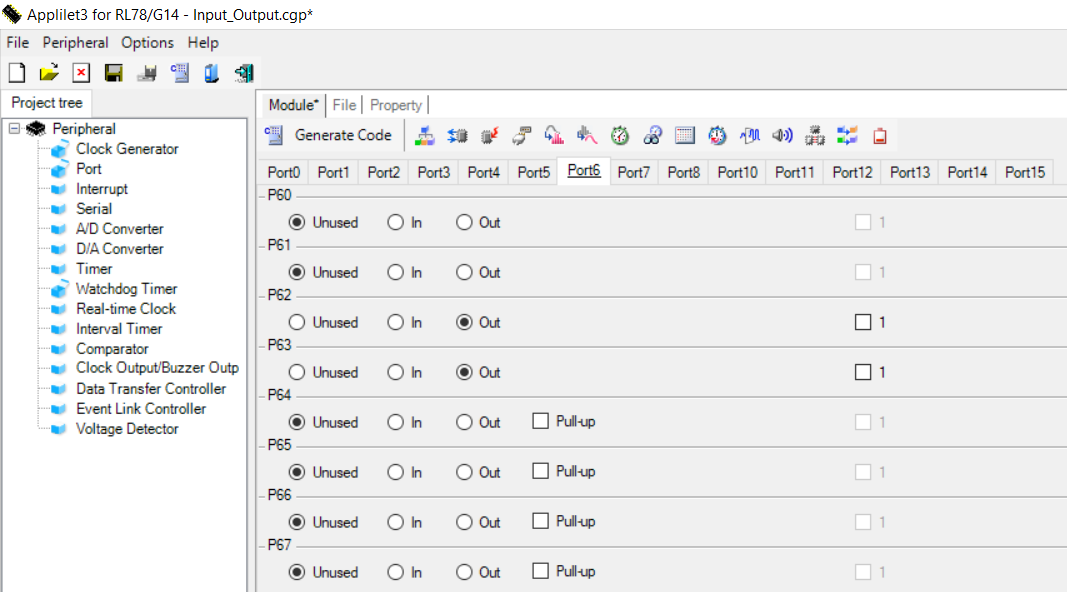 Applilet3 for RL78/G14 - Input_Output.cgp*
File Peripheral Options Help
Project tree
Peripheral
Clock Generator
Port
Interrupt
Serial
A/D Converter
D/A Converter
Timer
Watchdog Timer
Real-time Clock
Interval Timer
Comparator
Clock Output/Buzzer Outp
Data Transfer Controller
Event Link Controller
Voltage Detector
Module* File Property
Generate Code
Port0 Port1 Port2 Port3 Port4 Port5 Port6 Port7 Port8 Port10 Port11 Port12 Port13 Port14 Port15
P60
Unused In Out 1
P61
Unused In Out 1
P62
Unused In Out 1
P63
Unused In Out 1
P64
Unused In Out Pull-up 1
P65
Unused In Out Pull-up 1
P66
Unused In Out Pull-up 1
P67
Unused In Out Pull-up 1